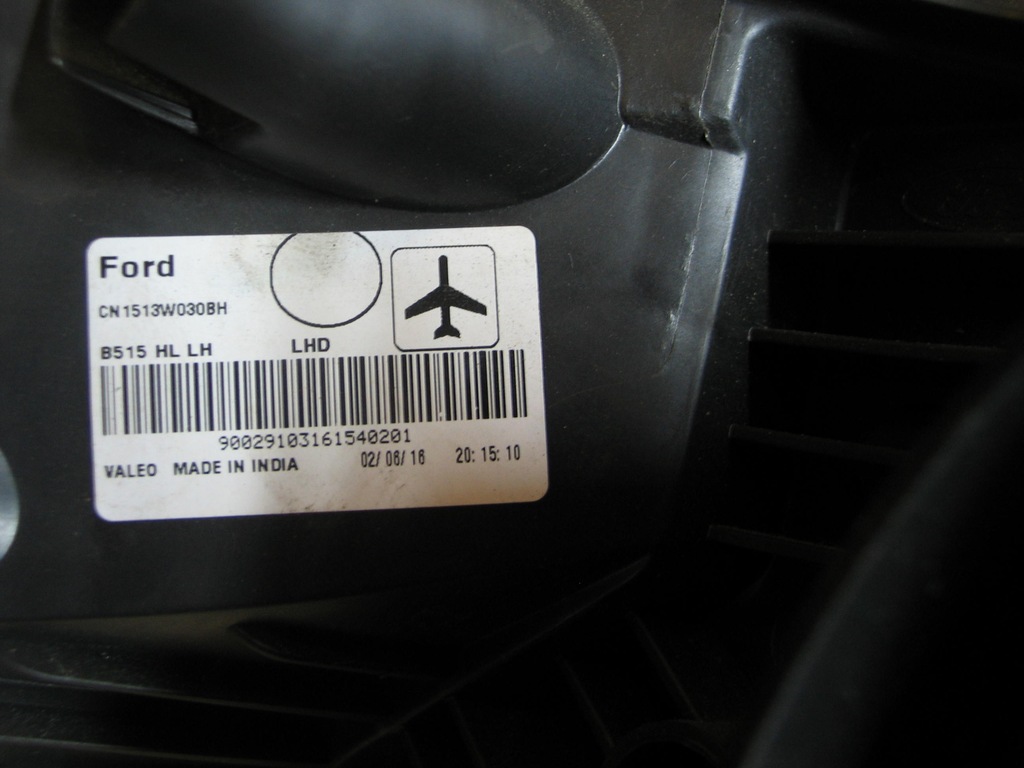 Ford
CN1513W030BH
B515 HL LH LHD
90029103161540201
VALEO MADE IN INDIA 02/06/16 20:15:10